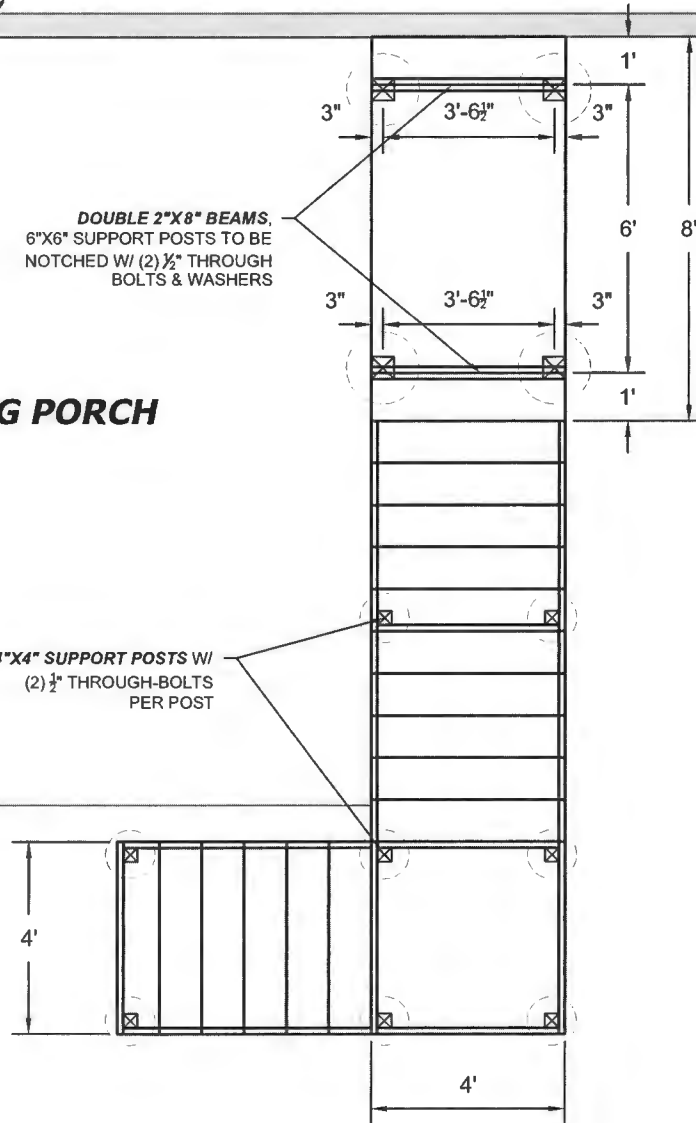 1'
3" 3'-6½" 3"
DOUBLE 2"X8" BEAMS,
6"X6" SUPPORT POSTS TO BE
NOTCHED W/ (2) ½" THROUGH
BOLTS & WASHERS
6' 8'
3" 3'-6½" 3"
1'
G PORCH
"X4" SUPPORT POSTS W/
(2) ½" THROUGH-BOLTS
PER POST
4'
4'